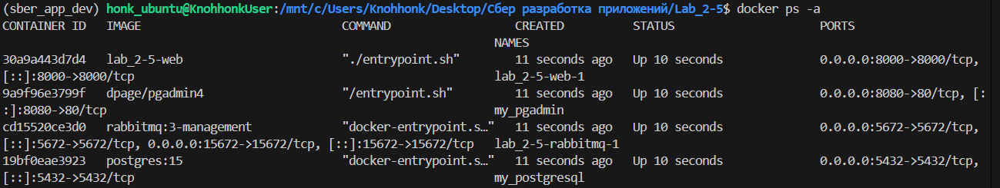 (sber_app_dev) honk_ubuntu@KnohhonkUser:/mnt/c/Users/Knohhonk/Desktop/Сбер разработка приложений/Lab_2-5$ docker ps -a
CONTAINER ID   IMAGE                   COMMAND                  CREATED          STATUS          PORTS
NAMES
30a9a443d7d4   lab_2-5-web             "./entrypoint.sh"        11 seconds ago   Up 10 seconds   0.0.0.0:8000->8000/tcp,
[::]:8000->8000/tcp   lab_2-5-web-1
9a9f96e3799f   dpage/pgadmin4          "/entrypoint.sh"         11 seconds ago   Up 10 seconds   0.0.0.0:8080->80/tcp, [:
:]:8080->80/tcp   my_pgadmin
cd15520ce3d0   rabbitmq:3-management   "docker-entrypoint.s…"   11 seconds ago   Up 10 seconds   0.0.0.0:5672->5672/tcp,
[::]:5672->5672/tcp, 0.0.0.0:15672->15672/tcp, [::]:15672->15672/tcp   lab_2-5-rabbitmq-1
19bf0eae3923   postgres:15             "docker-entrypoint.s…"   11 seconds ago   Up 10 seconds   0.0.0.0:5432->5432/tcp,
[::]:5432->5432/tcp   my_postgresql